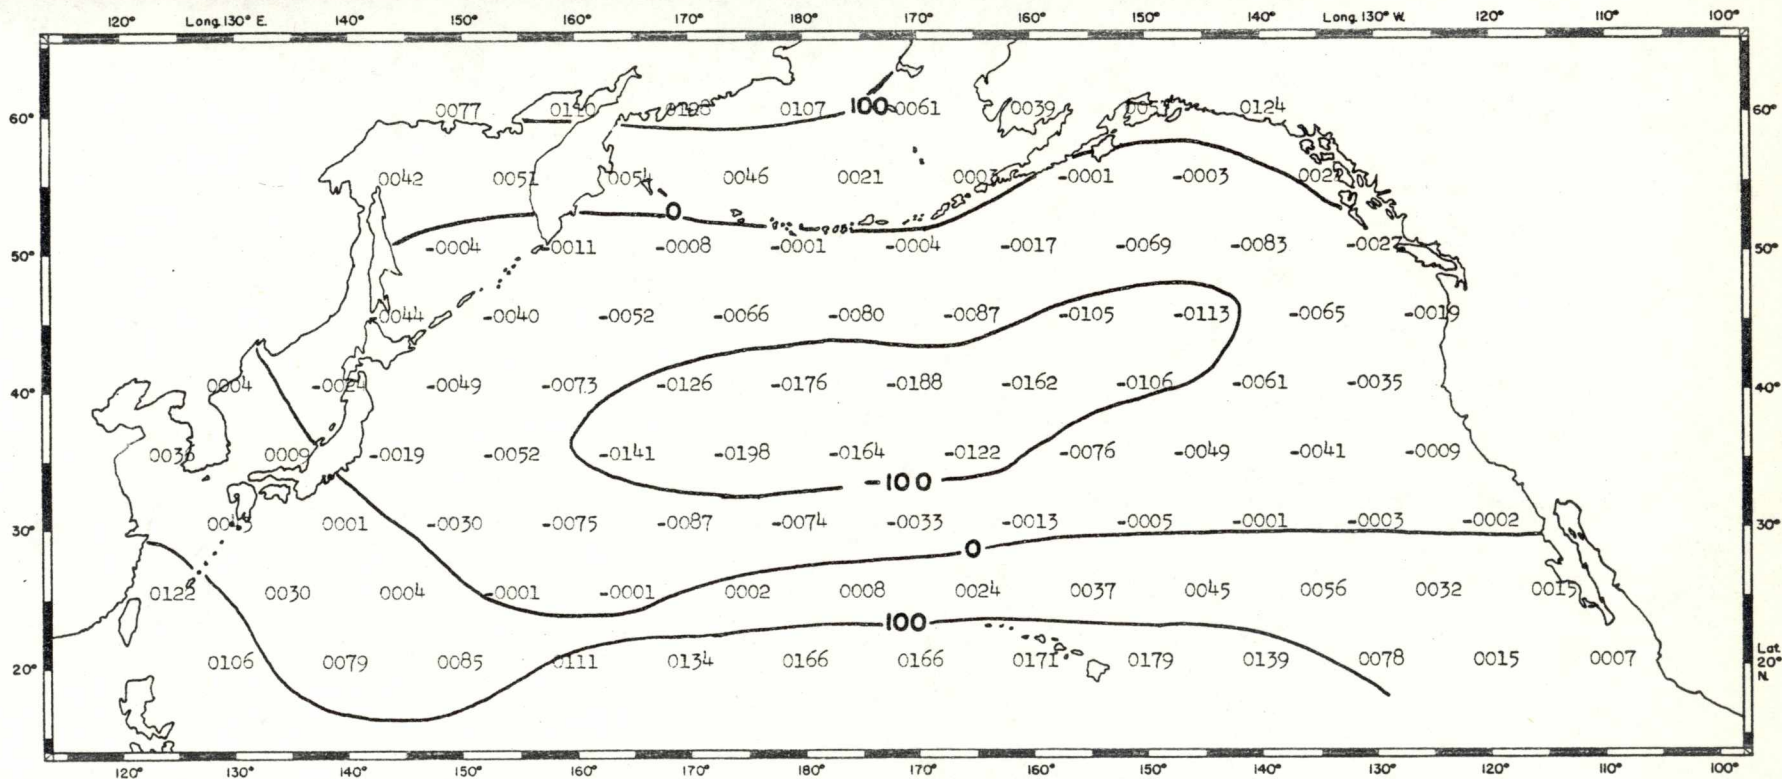 120° Long. 130° E. 140° 150° 160° 170° 180° 170° 160° 150° 140° Long. 130° W. 120° 110° 100°
60° 0077 0107 100 0061 0039 0124 60°
0042 0051 0054 0046 0021 0003 -0001 -0003
0
50° -0004 -0011 -0008 -0001 -0004 -0017 -0069 -0083 50°
-0044 -0040 -0052 -0066 -0080 -0087 -0105 -0113 -0065 -0019
40° 0004 -0024 -0049 -0073 -0126 -0176 -0188 -0162 -0106 -0061 -0035 40°
0036 0009 -0019 -0052 -0141 -0198 -0164 -0122 -0076 -0049 -0041 -0009
-100
30° 0001 -0030 -0075 -0087 -0074 -0033 -0013 -0005 -0001 -0003 -0002 30°
0
0122 0030 0004 -0001 -0001 0002 0008 0024 0037 0045 0056 0032 0015
100
20° 0106 0079 0085 0111 0134 0166 0166 0171 0179 0139 0078 0015 0007 Lat. 20° N.
120° 130° 140° 150° 160° 170° 180° 170° 160° 150° 140° 130° 120° 110° 100°